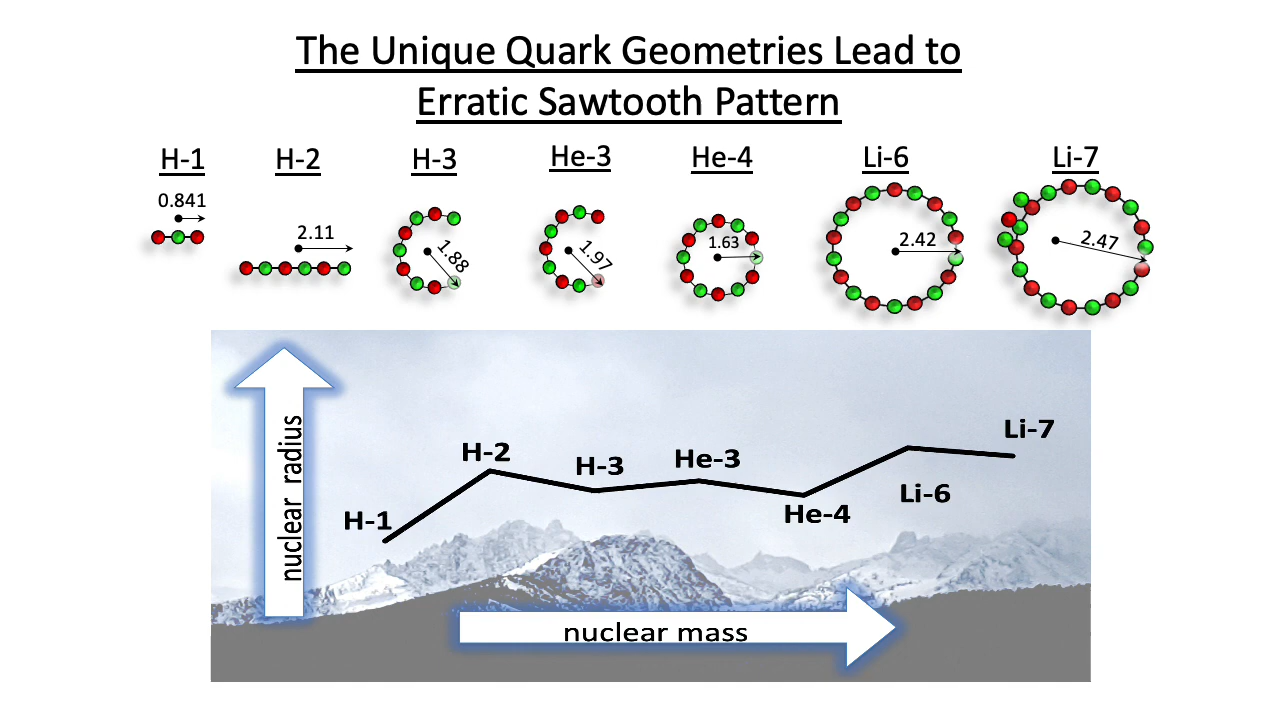 The Unique Quark Geometries Lead to
Erratic Sawtooth Pattern
H-1
H-2
H-3
He-3
He-4
Li-6
Li-7
0.841
2.11
1.88
1.97
1.63
2.42
2.47
nuclear radius
H-1
H-2
H-3
He-3
He-4
Li-6
Li-7
nuclear mass